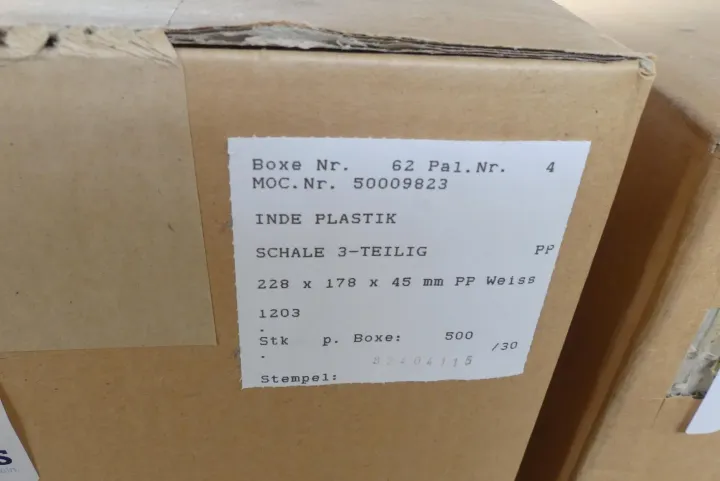 Boxe Nr. 62 Pal.Nr. 4
MOC.Nr. 50009823
INDE PLASTIK
SCHALE 3-TEILIG PP
228 x 178 x 45 mm PP Weiss
1203
.
Stk p. Boxe: 500 /30
.
Stempel:
s